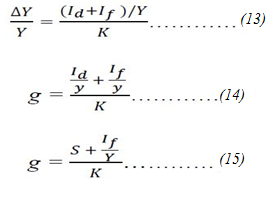 ΔY/Y = (I_d+I_f)/Y / K ............(13)
g = (I_d/y + I_f/y) / K ............(14)
g = (S + I_f/Y) / K ............ (15)